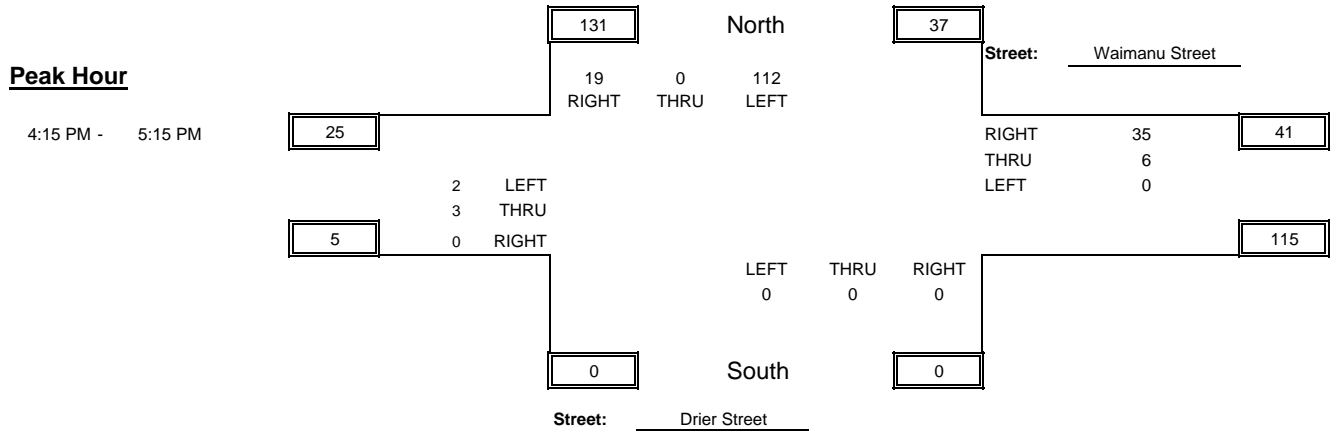 131 North 37
Street: Waimanu Street
Peak Hour
19 0 112
RIGHT THRU LEFT
4:15 PM - 5:15 PM 25 RIGHT 35 41
THRU 6
LEFT 0
2 LEFT
3 THRU
5 0 RIGHT 115
LEFT THRU RIGHT
0 0 0
0 South 0
Street: Drier Street